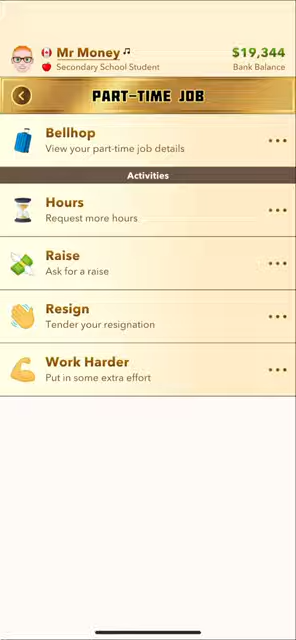 Mr Money
$19,344
Secondary School Student
Bank Balance
PART-TIME JOB
Bellhop
View your part-time job details
Activities
Hours
Request more hours
Raise
Ask for a raise
Resign
Tender your resignation
Work Harder
Put in some extra effort